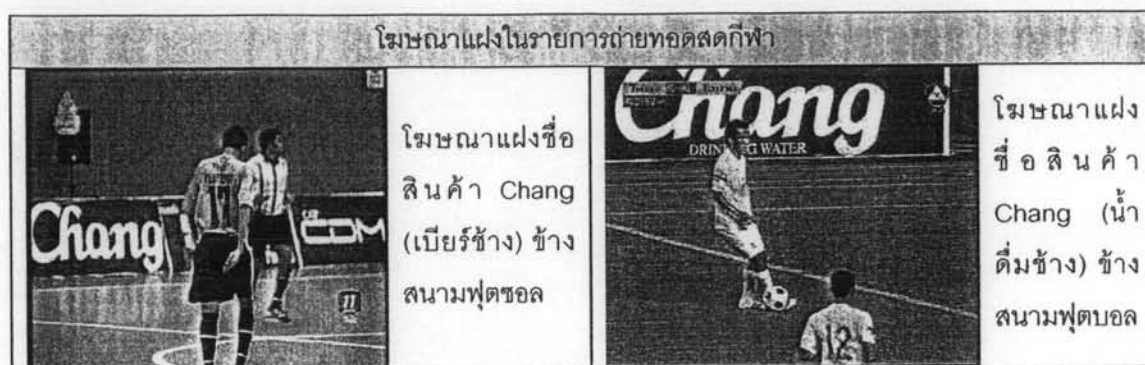 โฆษณาแฝงในรายการถ่ายทอดสดกีฬา
Chang
COM
17
11
โฆษณาแฝงชื่อ
สินค้า Chang
(เบียร์ช้าง) ข้าง
สนามฟุตซอล
Chang
DRINKING WATER
12
โฆษณาแฝง
ชื่อสินค้า
Chang (น้ำ
ดื่มช้าง) ข้าง
สนามฟุตบอล